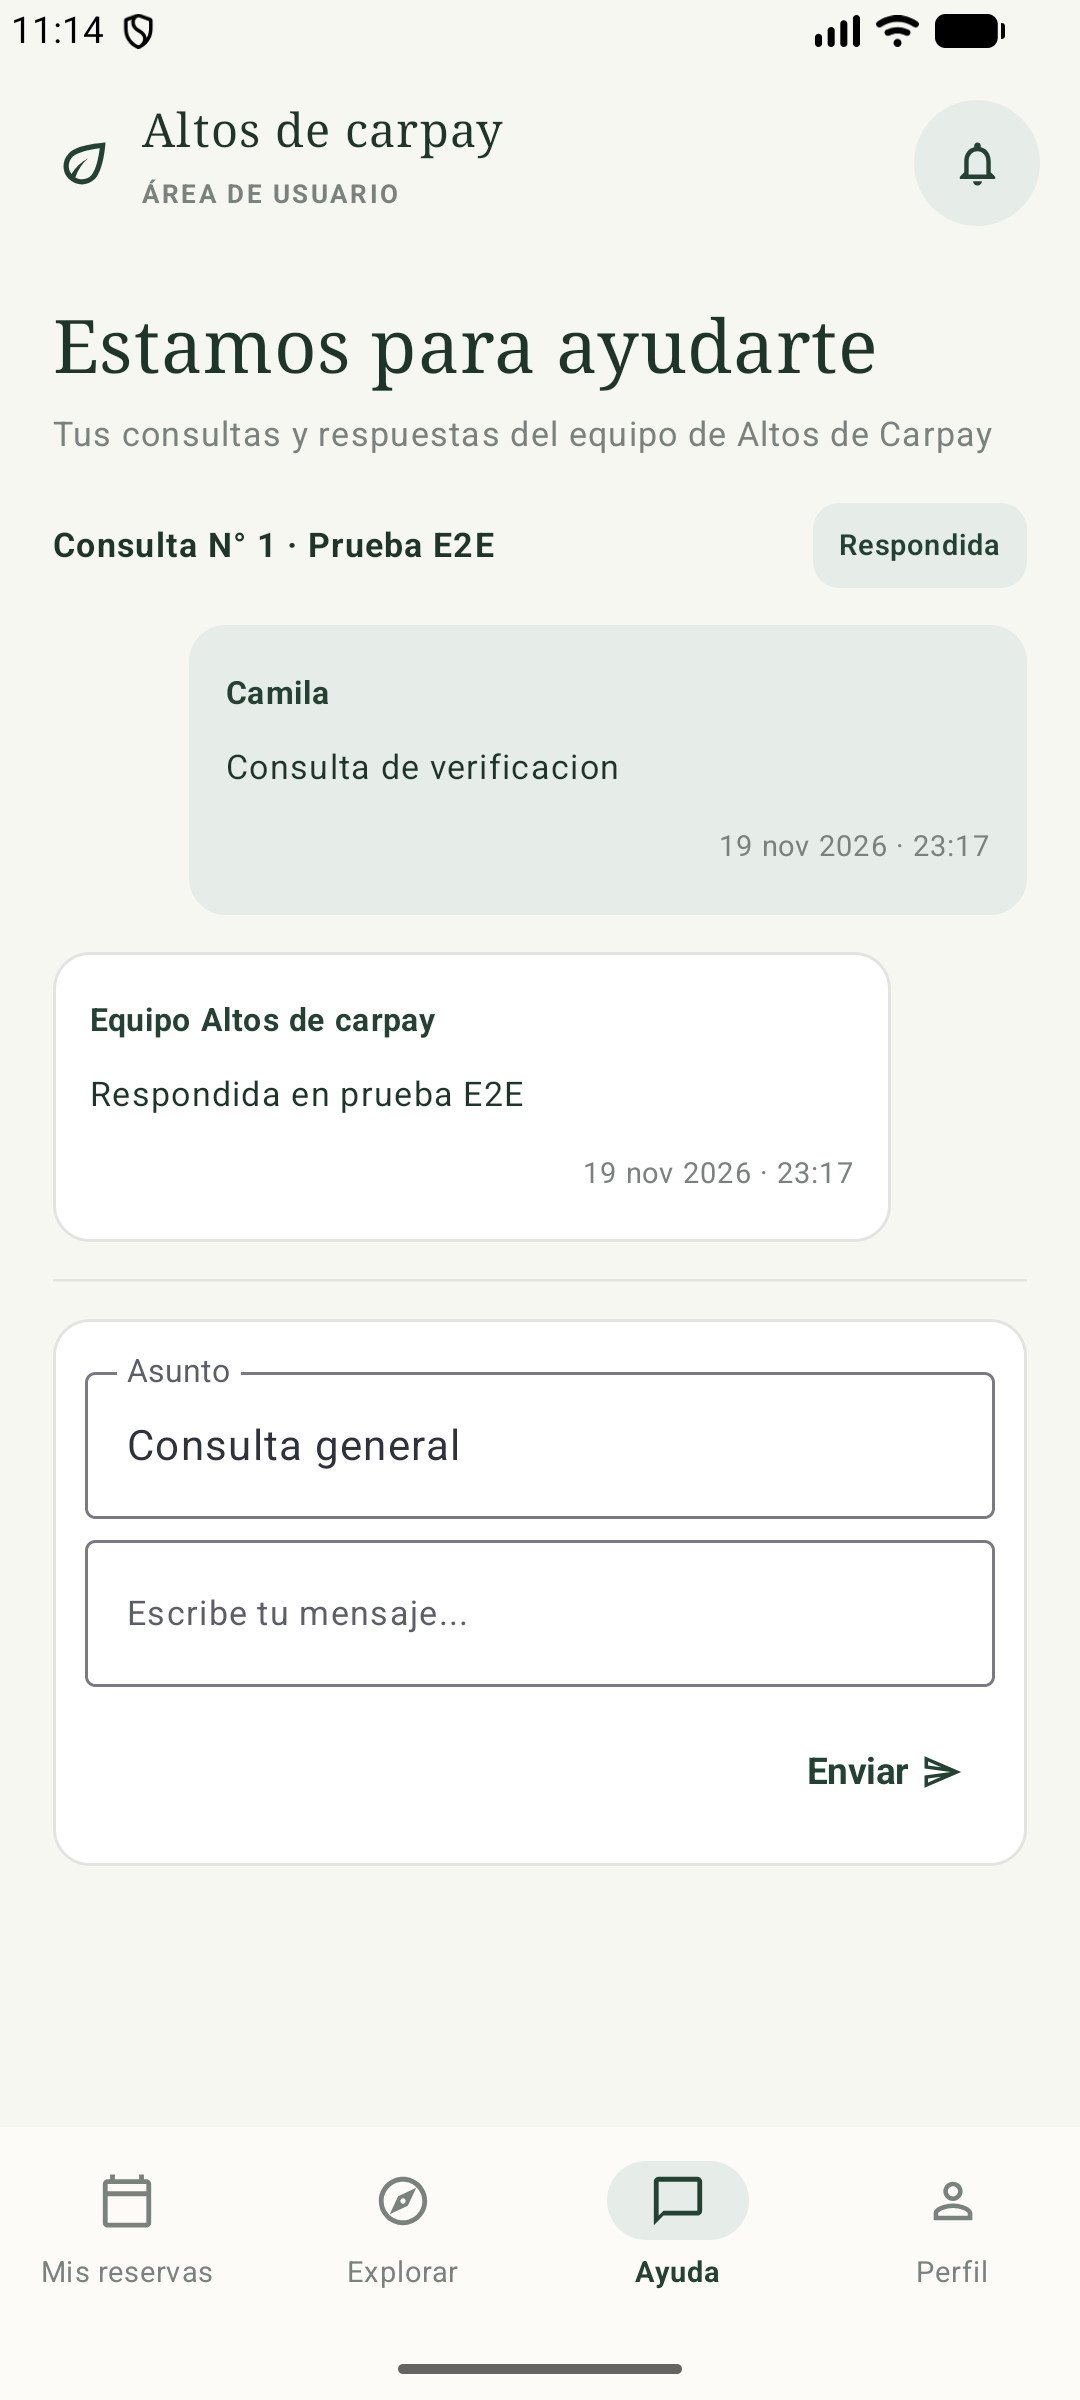 11:14
Altos de carpay
ÁREA DE USUARIO
Estamos para ayudarte
Tus consultas y respuestas del equipo de Altos de Carpay
Consulta N° 1 · Prueba E2E
Respondida
Camila
Consulta de verificacion
19 nov 2026 · 23:17
Equipo Altos de carpay
Respondida en prueba E2E
19 nov 2026 · 23:17
Asunto
Consulta general
Escribe tu mensaje...
Enviar
Mis reservas
Explorar
Ayuda
Perfil